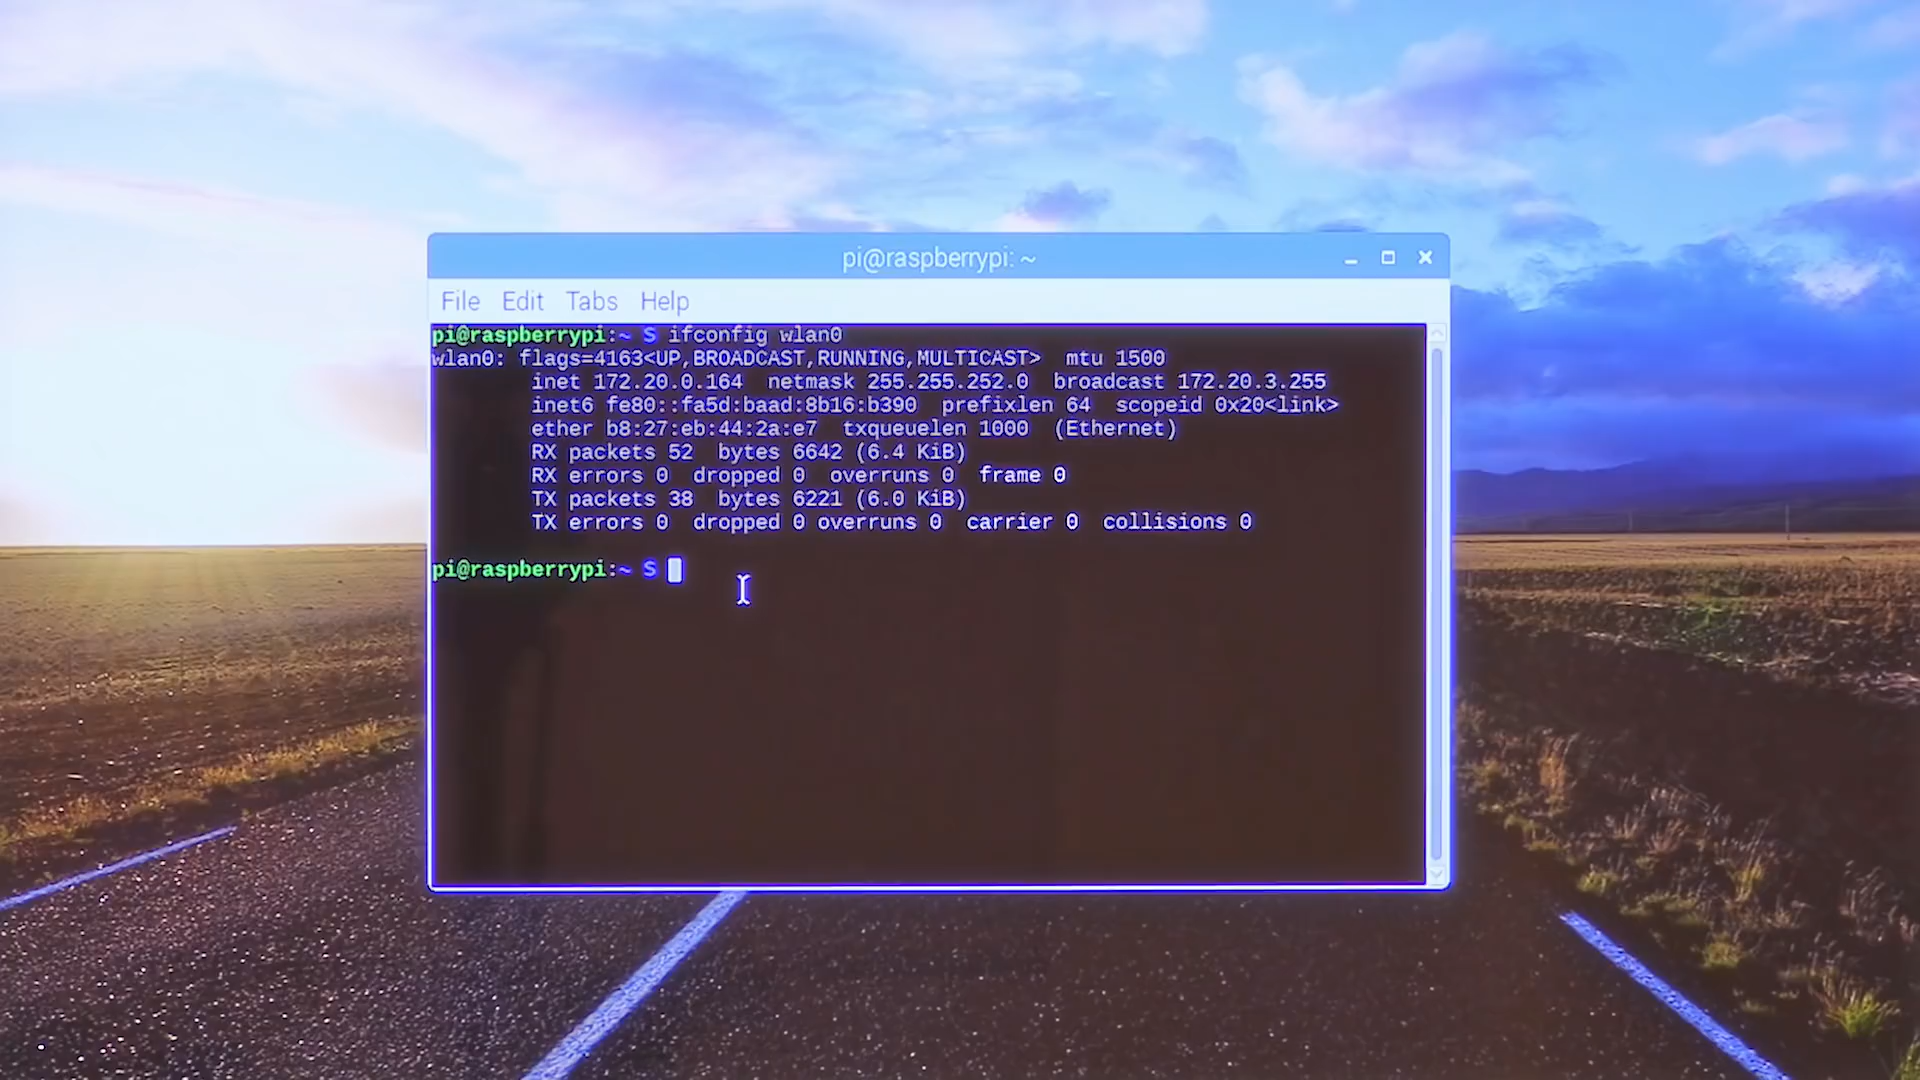 pi@raspberrypi: ~
File Edit Tabs Help
pi@raspberrypi:~ $ ifconfig wlan0
wlan0: flags=4163<UP,BROADCAST,RUNNING,MULTICAST>  mtu 1500
inet 172.20.0.164  netmask 255.255.252.0  broadcast 172.20.3.255
inet6 fe80::fa5d:baad:8b16:b390  prefixlen 64  scopeid 0x20<link>
ether b8:27:eb:44:2a:e7  txqueuelen 1000  (Ethernet)
RX packets 52  bytes 6642 (6.4 KiB)
RX errors 0  dropped 0  overruns 0  frame 0
TX packets 38  bytes 6221 (6.0 KiB)
TX errors 0  dropped 0 overruns 0  carrier 0  collisions 0
pi@raspberrypi:~ $